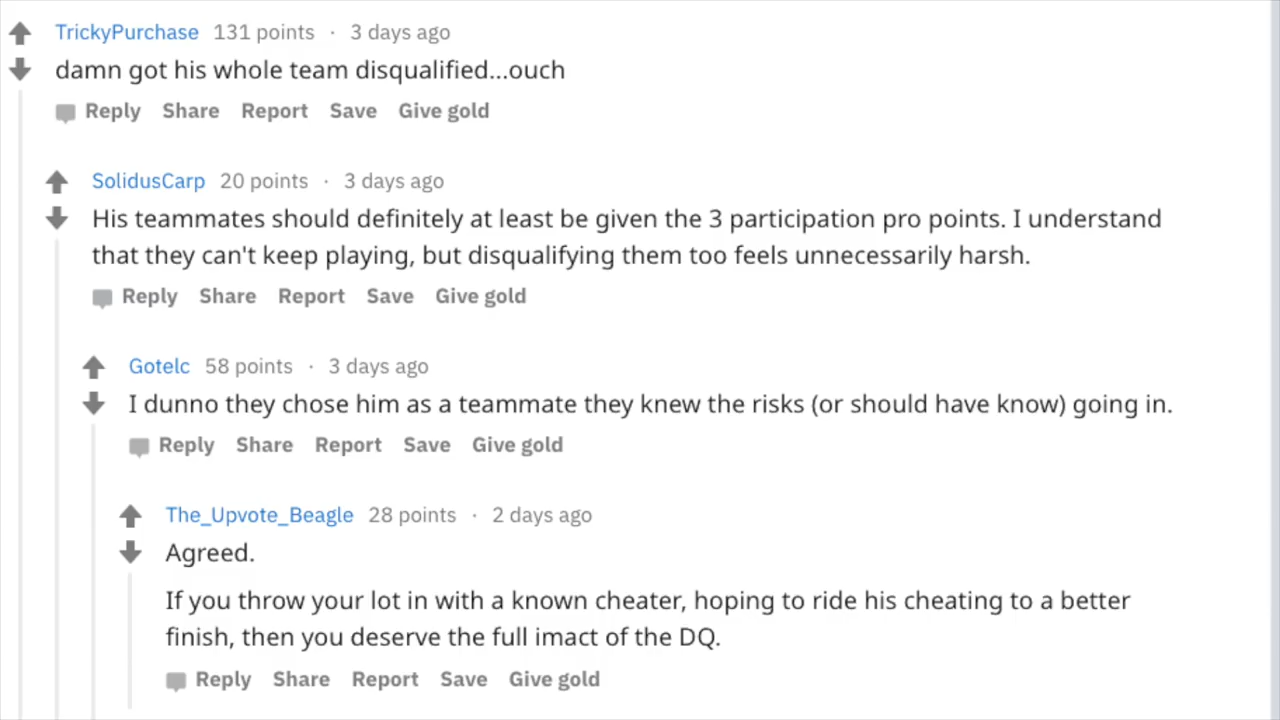 TrickyPurchase 131 points · 3 days ago
damn got his whole team disqualified...ouch
Reply Share Report Save Give gold
SolidusCarp 20 points · 3 days ago
His teammates should definitely at least be given the 3 participation pro points. I understand
that they can't keep playing, but disqualifying them too feels unnecessarily harsh.
Reply Share Report Save Give gold
Gotelc 58 points · 3 days ago
I dunno they chose him as a teammate they knew the risks (or should have know) going in.
Reply Share Report Save Give gold
The_Upvote_Beagle 28 points · 2 days ago
Agreed.
If you throw your lot in with a known cheater, hoping to ride his cheating to a better
finish, then you deserve the full imact of the DQ.
Reply Share Report Save Give gold